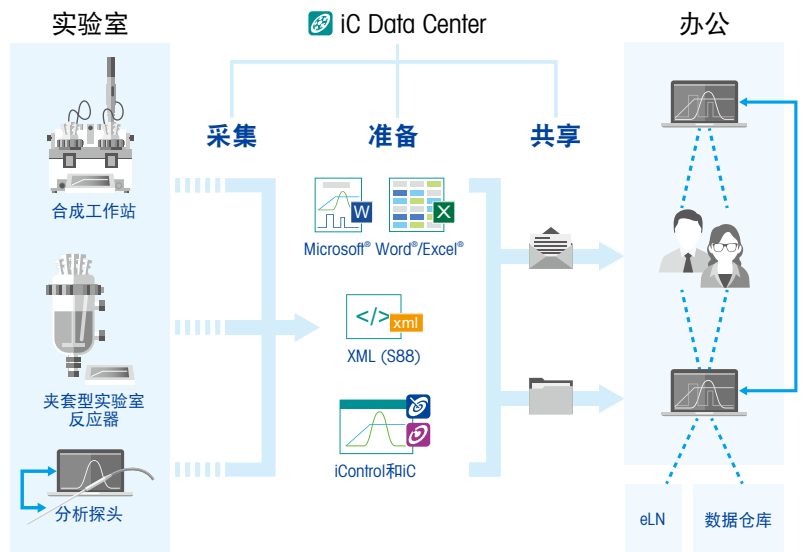 实验室
iC Data Center
办公
采集
准备
共享
合成工作站
W
X
Microsoft® Word®/Excel®
</>
xml
XML (S88)
夹套型实验室
反应器
iControl和iC
分析探头
eLN
数据仓库